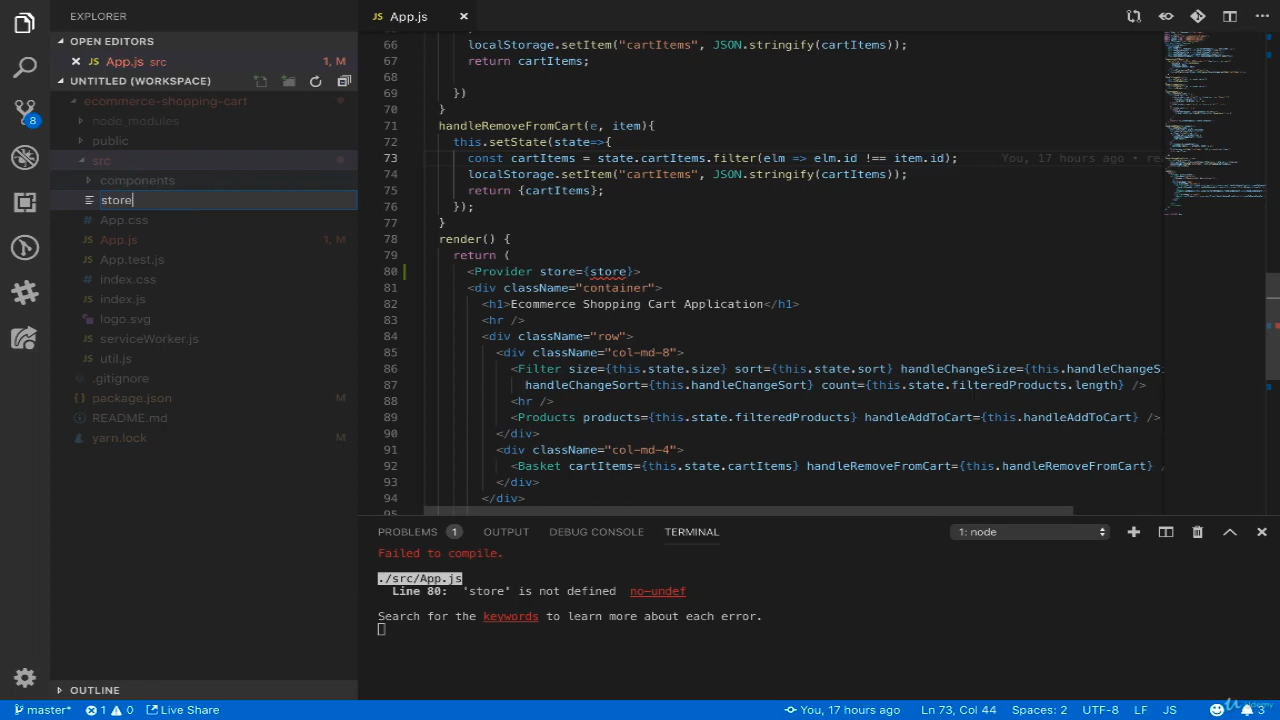 EXPLORER
OPEN EDITORS
App.js src 1, M
UNTITLED (WORKSPACE)
ecommerce-shopping-cart
node_modules
public
src
components
store
App.css
App.js 1, M
App.test.js
index.css
index.js
logo.svg
serviceWorker.js
util.js
.gitignore
package.json M
README.md
yarn.lock M
OUTLINE
8
JS App.js
66 localStorage.setItem("cartItems", JSON.stringify(cartItems));
67 return cartItems;
68
69 })
70 }
71 handleRemoveFromCart(e, item){
72 this.setState(state=>{
73 const cartItems = state.cartItems.filter(elm => elm.id !== item.id); You, 17 hours ago • re
74 localStorage.setItem("cartItems", JSON.stringify(cartItems));
75 return {cartItems};
76 });
77 }
78 render() {
79 return (
80 <Provider store={store}>
81 <div className="container">
82 <h1>Ecommerce Shopping Cart Application</h1>
83 <hr />
84 <div className="row">
85 <div className="col-md-8">
86 <Filter size={this.state.size} sort={this.state.sort} handleChangeSize={this.handleChangeSi
87 handleChangeSort={this.handleChangeSort} count={this.state.filteredProducts.length} />
88 <hr />
89 <Products products={this.state.filteredProducts} handleAddToCart={this.handleAddToCart} />
90 </div>
91 <div className="col-md-4">
92 <Basket cartItems={this.state.cartItems} handleRemoveFromCart={this.handleRemoveFromCart} /
93 </div>
94 </div>
95
PROBLEMS 1 OUTPUT DEBUG CONSOLE TERMINAL 1: node
Failed to compile.
./src/App.js
Line 80: 'store' is not defined no-undef
Search for the keywords to learn more about each error.
master* 1 0 Live Share You, 17 hours ago Ln 73, Col 44 Spaces: 2 UTF-8 LF JS 3